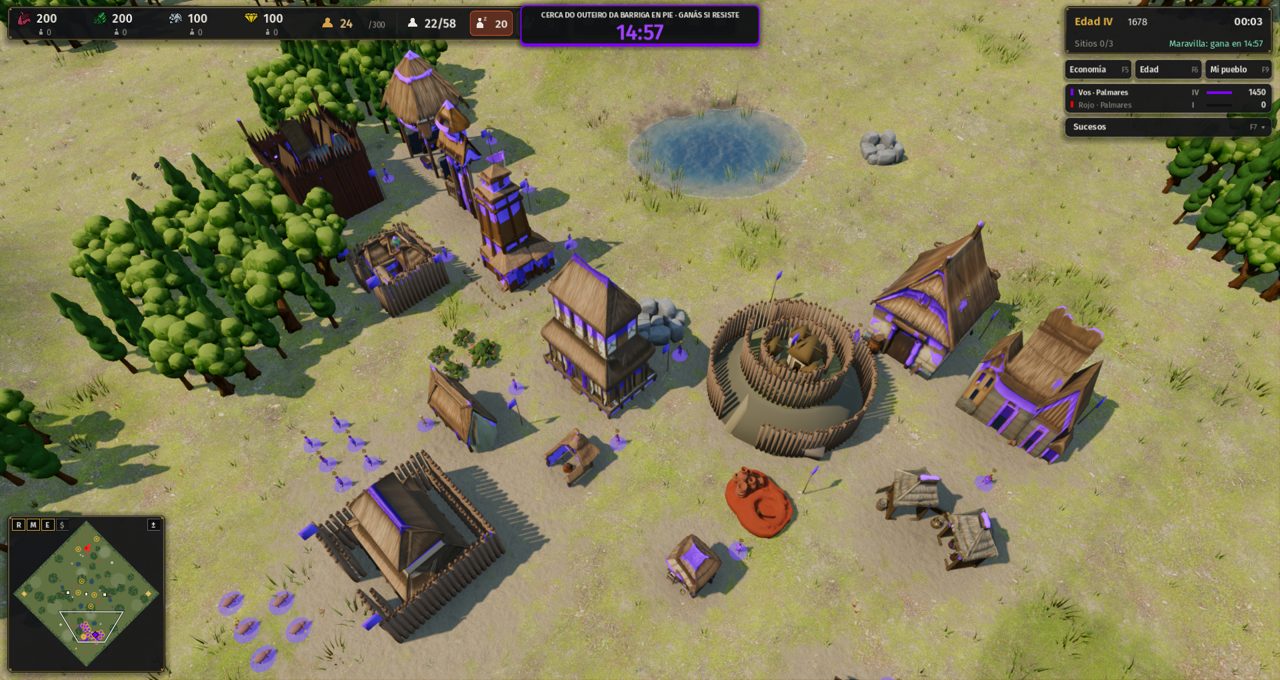 200
200
100
100
24
/300
22/58
20
0
0
0
0
CERCA DO OUTEIRO DA BARRIGA EN PIE · GANÁS SI RESISTE
14:57
Edad IV 1678 00:03
Sitios 0/3 Maravilla: gana en 14:57
Economía F5
Edad F6
Mi pueblo F9
Vos · Palmares IV 1450
Rojo · Palmares I 0
Sucesos F7
R M E $ ±